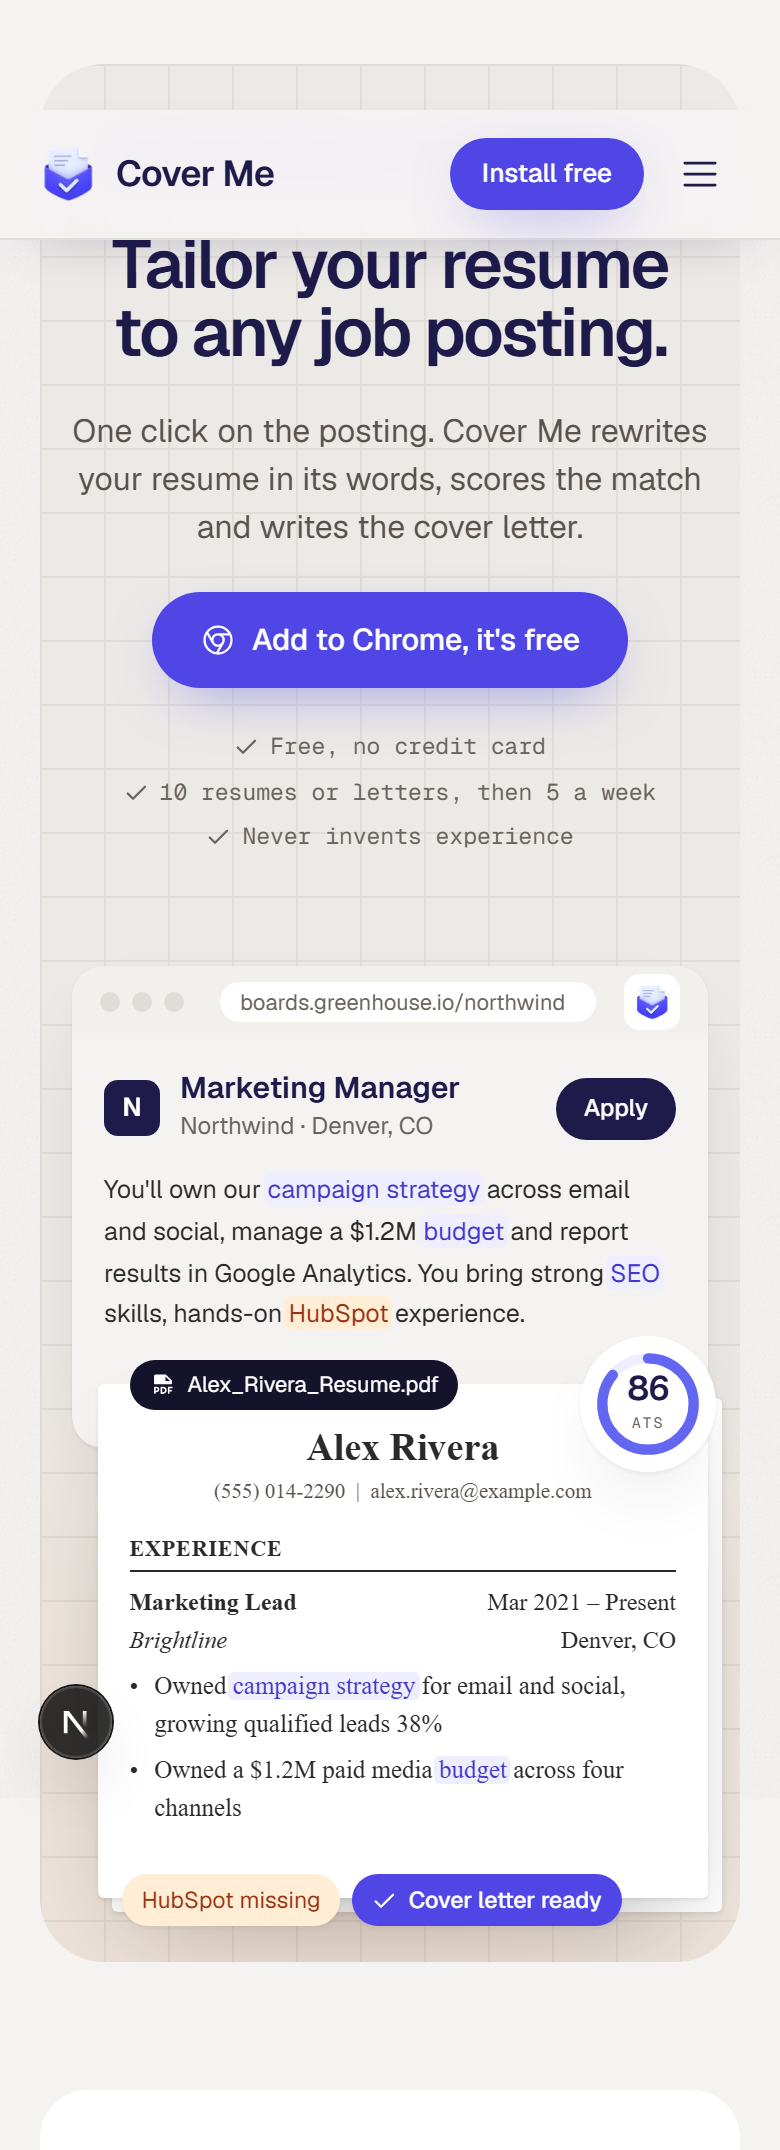 Cover Me
Install free
Tailor your resume
to any job posting.
One click on the posting. Cover Me rewrites
your resume in its words, scores the match
and writes the cover letter.
Add to Chrome, it's free
Free, no credit card
10 resumes or letters, then 5 a week
Never invents experience
boards.greenhouse.io/northwind
N
Marketing Manager
Northwind · Denver, CO
Apply
You'll own our campaign strategy across email
and social, manage a $1.2M budget and report
results in Google Analytics. You bring strong SEO
skills, hands-on HubSpot experience.
PDF
Alex_Rivera_Resume.pdf
86
ATS
Alex Rivera
(555) 014-2290 | alex.rivera@example.com
EXPERIENCE
Marketing Lead Mar 2021 – Present
Brightline Denver, CO
• Owned campaign strategy for email and social,
growing qualified leads 38%
N
• Owned a $1.2M paid media budget across four
channels
HubSpot missing
Cover letter ready